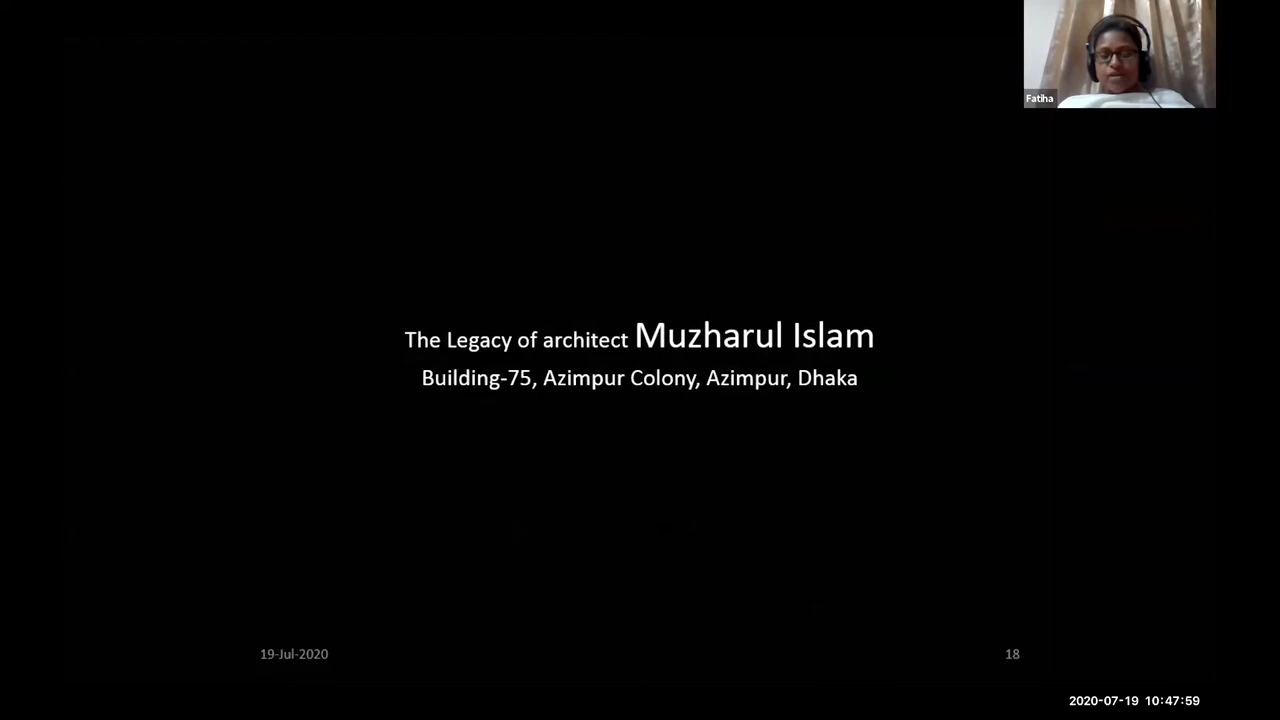 Fatiha
The Legacy of architect Muzharul Islam
Building-75, Azimpur Colony, Azimpur, Dhaka
19-Jul-2020
18
2020-07-19 10:47:59